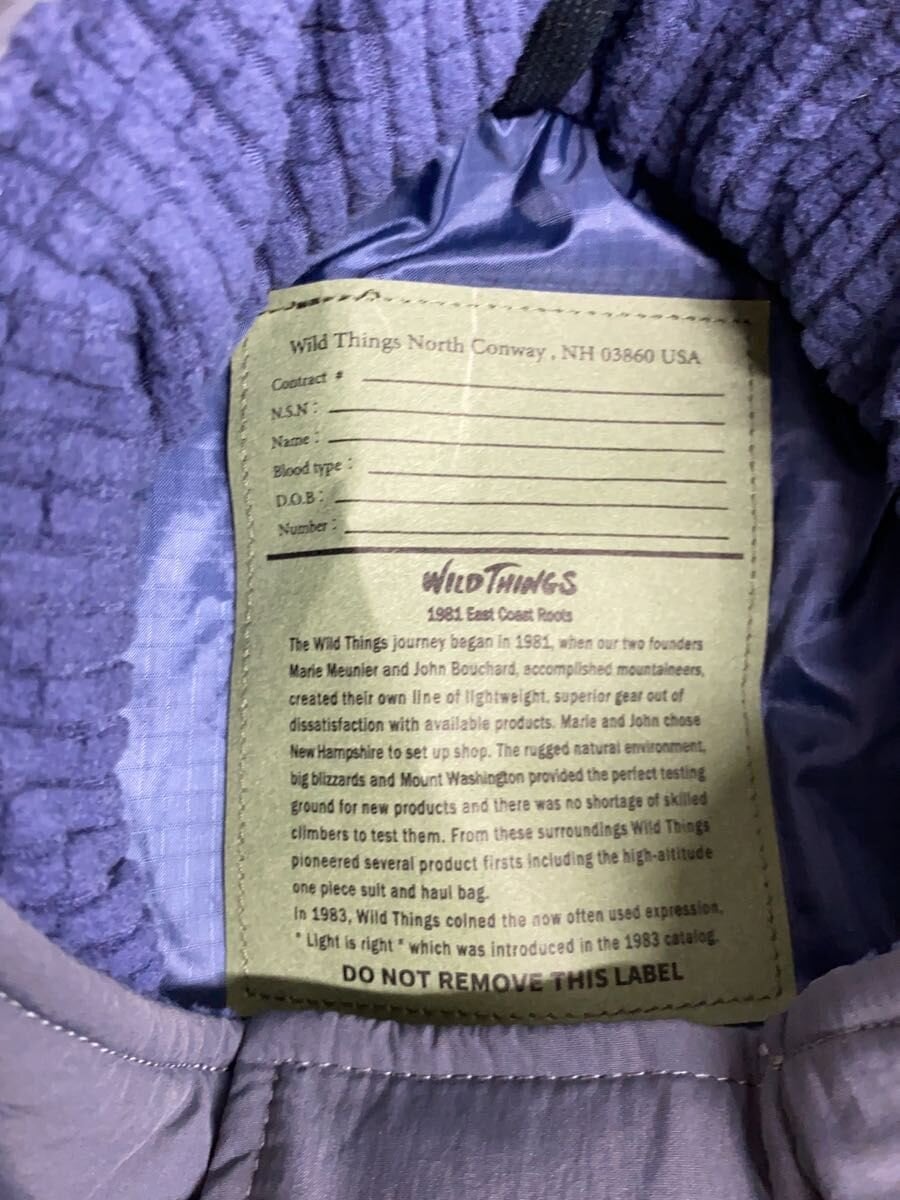 Wild Things North Conway , NH 03860 USA
Contract #
N.S.N :
Name :
Blood type :
D.O.B :
Number :
WILD THINGS
1981 East Coast Roots
The Wild Things journey began in 1981, when our two founders
Marie Meunier and John Bouchard, accomplished mountaineers,
created their own line of lightweight, superior gear out of
dissatisfaction with available products. Marie and John chose
New Hampshire to set up shop. The rugged natural environment,
big blizzards and Mount Washington provided the perfect testing
ground for new products and there was no shortage of skilled
climbers to test them. From these surroundings Wild Things
pioneered several product firsts including the high-altitude
one piece suit and haul bag.
In 1983, Wild Things coined the now often used expression,
" Light is right " which was introduced in the 1983 catalog.
DO NOT REMOVE THIS LABEL